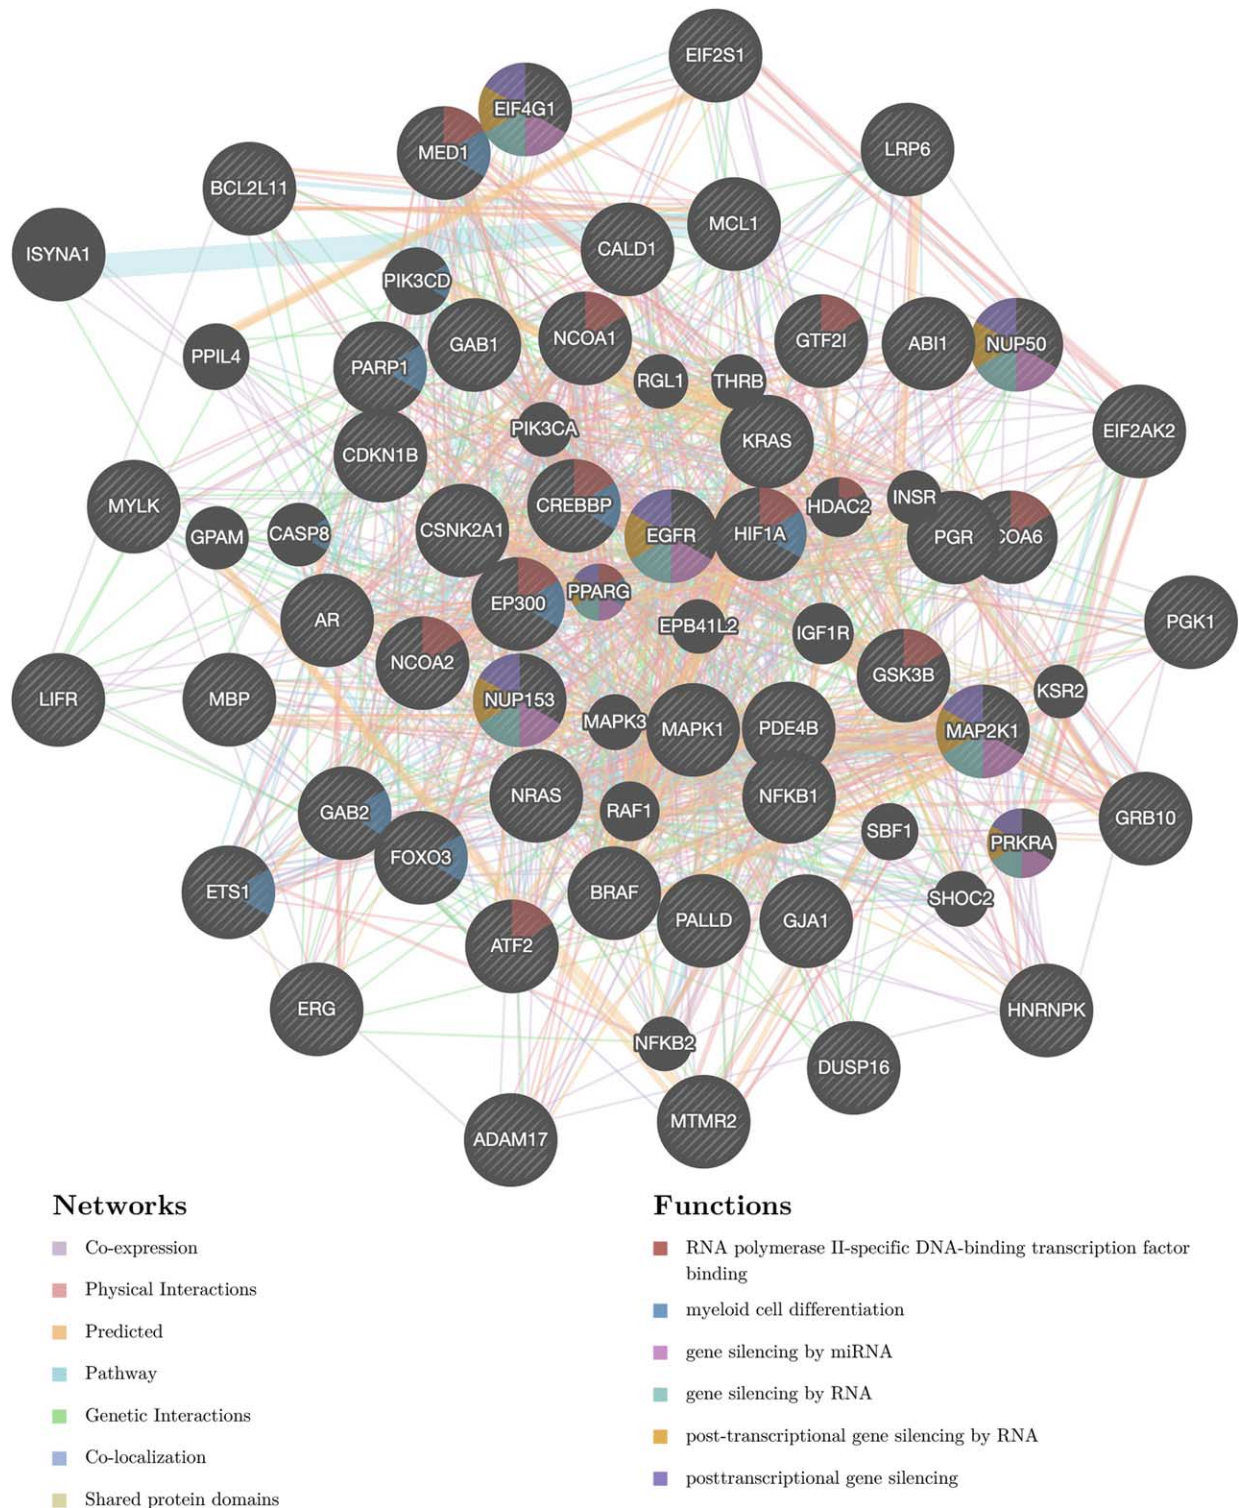 EIF2S1
EIF4G1
MED1
LRP6
BCL2L11
MCL1
CALD1
ISYNA1
PIK3CD
GAB1
NCOA1
GTF2I
ABI1
NUP50
PPIL4
PARP1
RGL1
THRB
PIK3CA
KRAS
EIF2AK2
CDKN1B
MYLK
CREBBP
HDAC2
INSR
GPAM
CASP8
CSNK2A1
EGFR
HIF1A
PGR
COA6
PPARG
EP300
AR
EPB41L2
IGF1R
PGK1
NCOA2
GSK3B
LIFR
MBP
NUP153
KSR2
MAPK3
MAPK1
PDE4B
MAP2K1
NRAS
NFKB1
GAB2
RAF1
SBF1
GRB10
PRKRA
FOXO3
ETS1
BRAF
SHOC2
PALLD
GJA1
ATF2
ERG
HNRNPK
NFKB2
DUSP16
MTMR2
ADAM17
Networks
Co-expression
Physical Interactions
Predicted
Pathway
Genetic Interactions
Co-localization
Shared protein domains
Functions
RNA polymerase II-specific DNA-binding transcription factor
binding
myeloid cell differentiation
gene silencing by miRNA
gene silencing by RNA
post-transcriptional gene silencing by RNA
posttranscriptional gene silencing